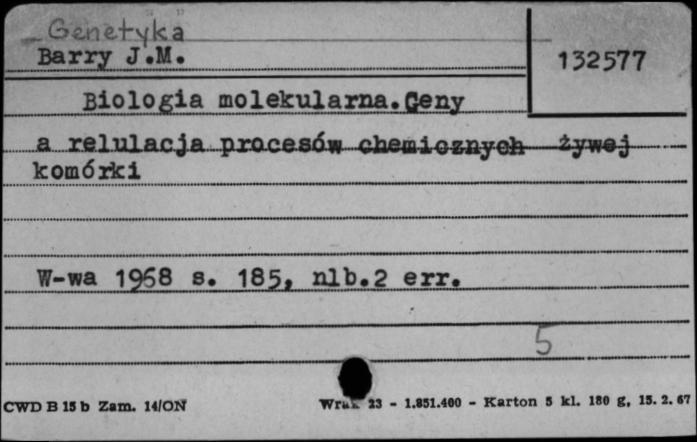 Genetyka
Barry J.M.
132577
Biologia molekularna.Geny
a relulacja procesów chemicznych żywej
komórki
W-wa 1968 s. 185, nlb.2 err.
5
CWD B 15 b Zam. 14/ON
23 - 1.851.400 - Karton 5 kl. 180 g, 15. 2. 67